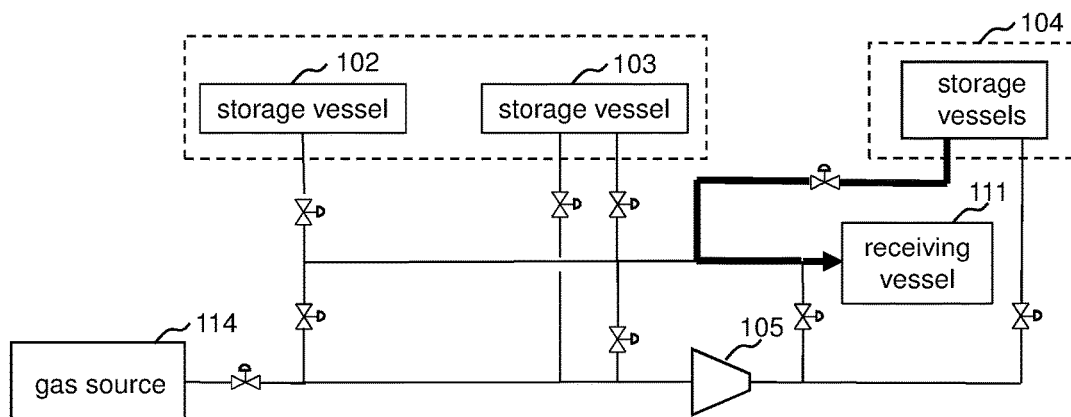 102
103
104
storage vessel
storage vessel
storage
vessels
111
receiving
vessel
114
105
gas source